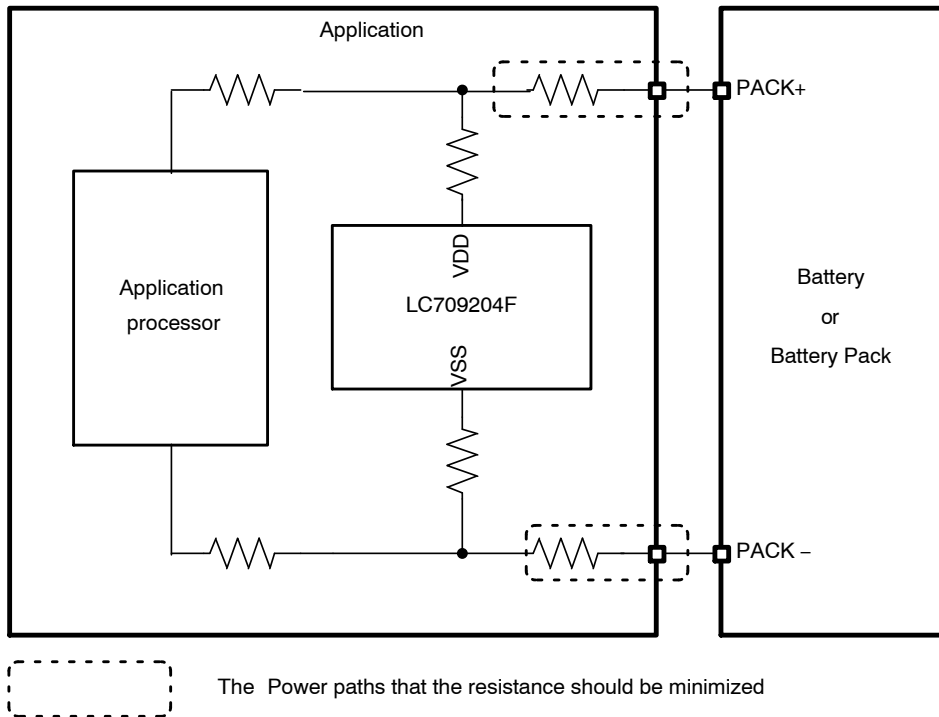 Application
PACK+
Application
processor
VDD
LC709204F
VSS
Battery
or
Battery Pack
PACK –
The Power paths that the resistance should be minimized